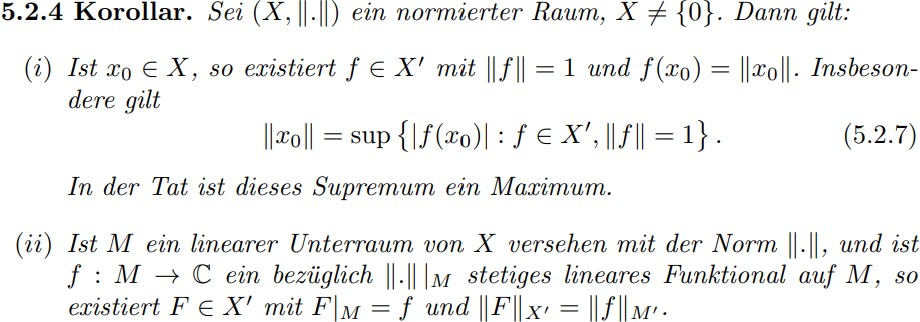 5.2.4 Korollar. Sei (X, ‖.‖) ein normierter Raum, X ≠ {0}. Dann gilt:
(i) Ist x₀ ∈ X, so existiert f ∈ X′ mit ‖f‖ = 1 und f(x₀) = ‖x₀‖. Insbeson-
dere gilt
‖x₀‖ = sup {|f(x₀)| : f ∈ X′, ‖f‖ = 1} . (5.2.7)
In der Tat ist dieses Supremum ein Maximum.
(ii) Ist M ein linearer Unterraum von X versehen mit der Norm ‖.‖, und ist
f : M → ℂ ein bezüglich ‖.‖ |_M stetiges lineares Funktional auf M, so
existiert F ∈ X′ mit F|_M = f und ‖F‖_{X′} = ‖f‖_{M′}.